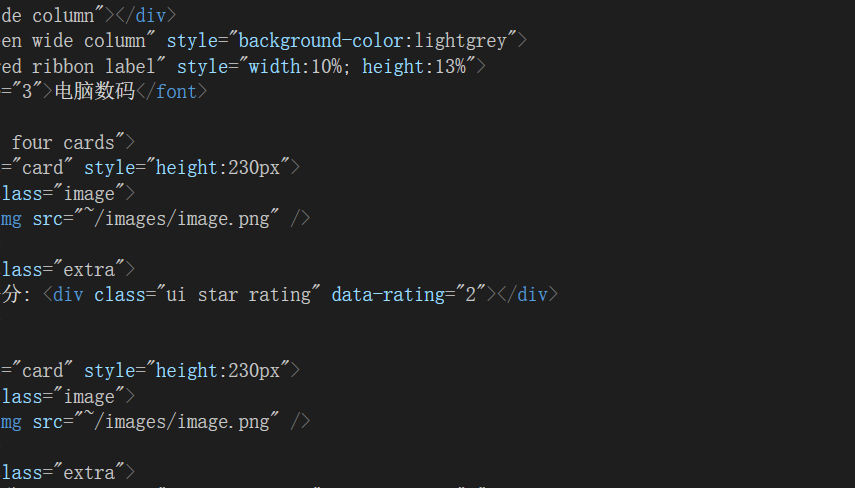 de column"></div>
en wide column" style="background-color:lightgrey">
ed ribbon label" style="width:10%; height:13%">
="3">电脑数码</font>
four cards">
="card" style="height:230px">
lass="image">
mg src="~/images/image.png" />
lass="extra">
分: <div class="ui star rating" data-rating="2"></div>
="card" style="height:230px">
lass="image">
mg src="~/images/image.png" />
lass="extra">